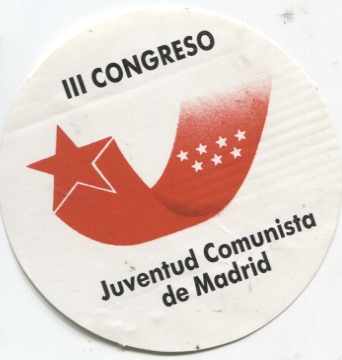 III CONGRESO
Juventud Comunista
de Madrid